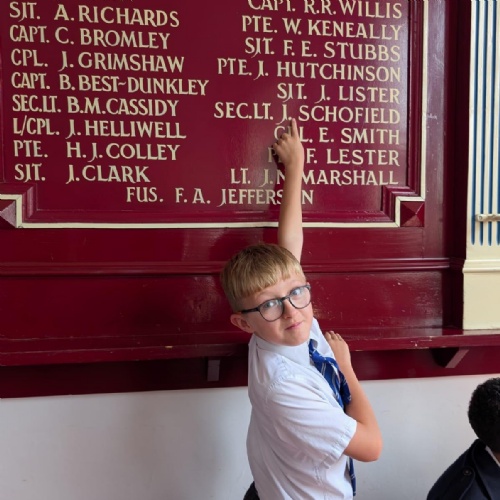 SJT. A. RICHARDS
CAPT. C. BROMLEY
CPL. J. GRIMSHAW
CAPT. B. BEST-DUNKLEY
SEC. LT. B. M. CASSIDY
L/CPL. J. HELLIWELL
PTE. H. J. COLLEY
SJT. J. CLARK
CAPT. R. R. WILLIS
PTE. W. KENEALLY
SJT. F. E. STUBBS
PTE. J. HUTCHINSON
SJT. J. LISTER
SEC. LT. J. SCHOFIELD
E. SMITH
F. LESTER
LT. J. N. MARSHALL
FUS. F. A. JEFFERSON